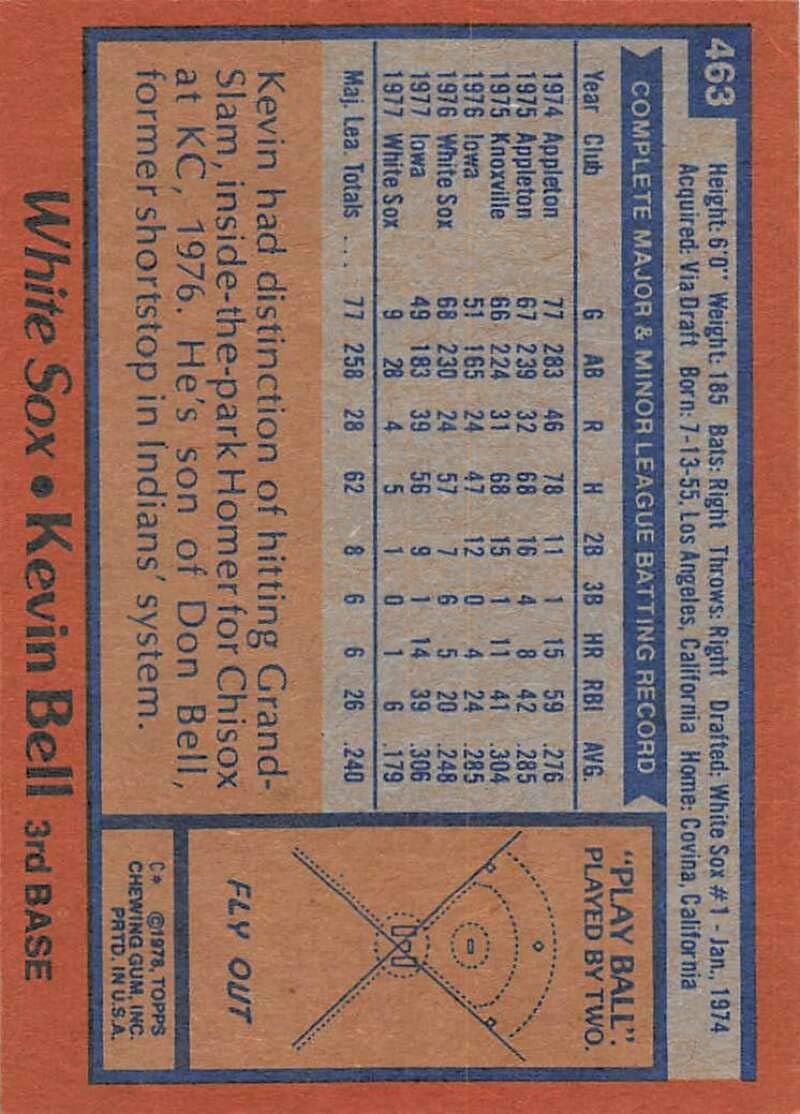 463
Height: 6'0" Weight: 185 Bats: Right Throws: Right Drafted: White Sox #1 - Jan., 1974
Acquired: Via Draft Born: 7-13-55, Los Angeles, California Home: Covina, California
COMPLETE MAJOR & MINOR LEAGUE BATTING RECORD
Year Club G AB R H 2B 3B HR RBI AVG.
1974 Appleton 77 283 46 78 11 1 15 59 .276
1975 Appleton 67 239 32 68 16 4 8 42 .285
1975 Knoxville 66 224 31 68 15 1 11 41 .304
1976 Iowa 51 165 24 47 12 0 4 24 .285
1976 White Sox 68 230 24 57 7 6 5 20 .248
1977 Iowa 49 183 39 56 9 1 14 39 .306
1977 White Sox 9 28 4 5 1 0 1 6 .179
Maj. Lea. Totals .... 77 258 28 62 8 6 6 26 .240
Kevin had distinction of hitting Grand-
Slam, inside-the-park Homer for Chisox
at KC, 1976. He's son of Don Bell,
former shortstop in Indians' system.
"PLAY BALL"
PLAYED BY TWO.
FLY OUT
C* ©1978, TOPPS
CHEWING GUM, INC.
PRTD. IN U.S.A.
White Sox • Kevin Bell 3rd BASE